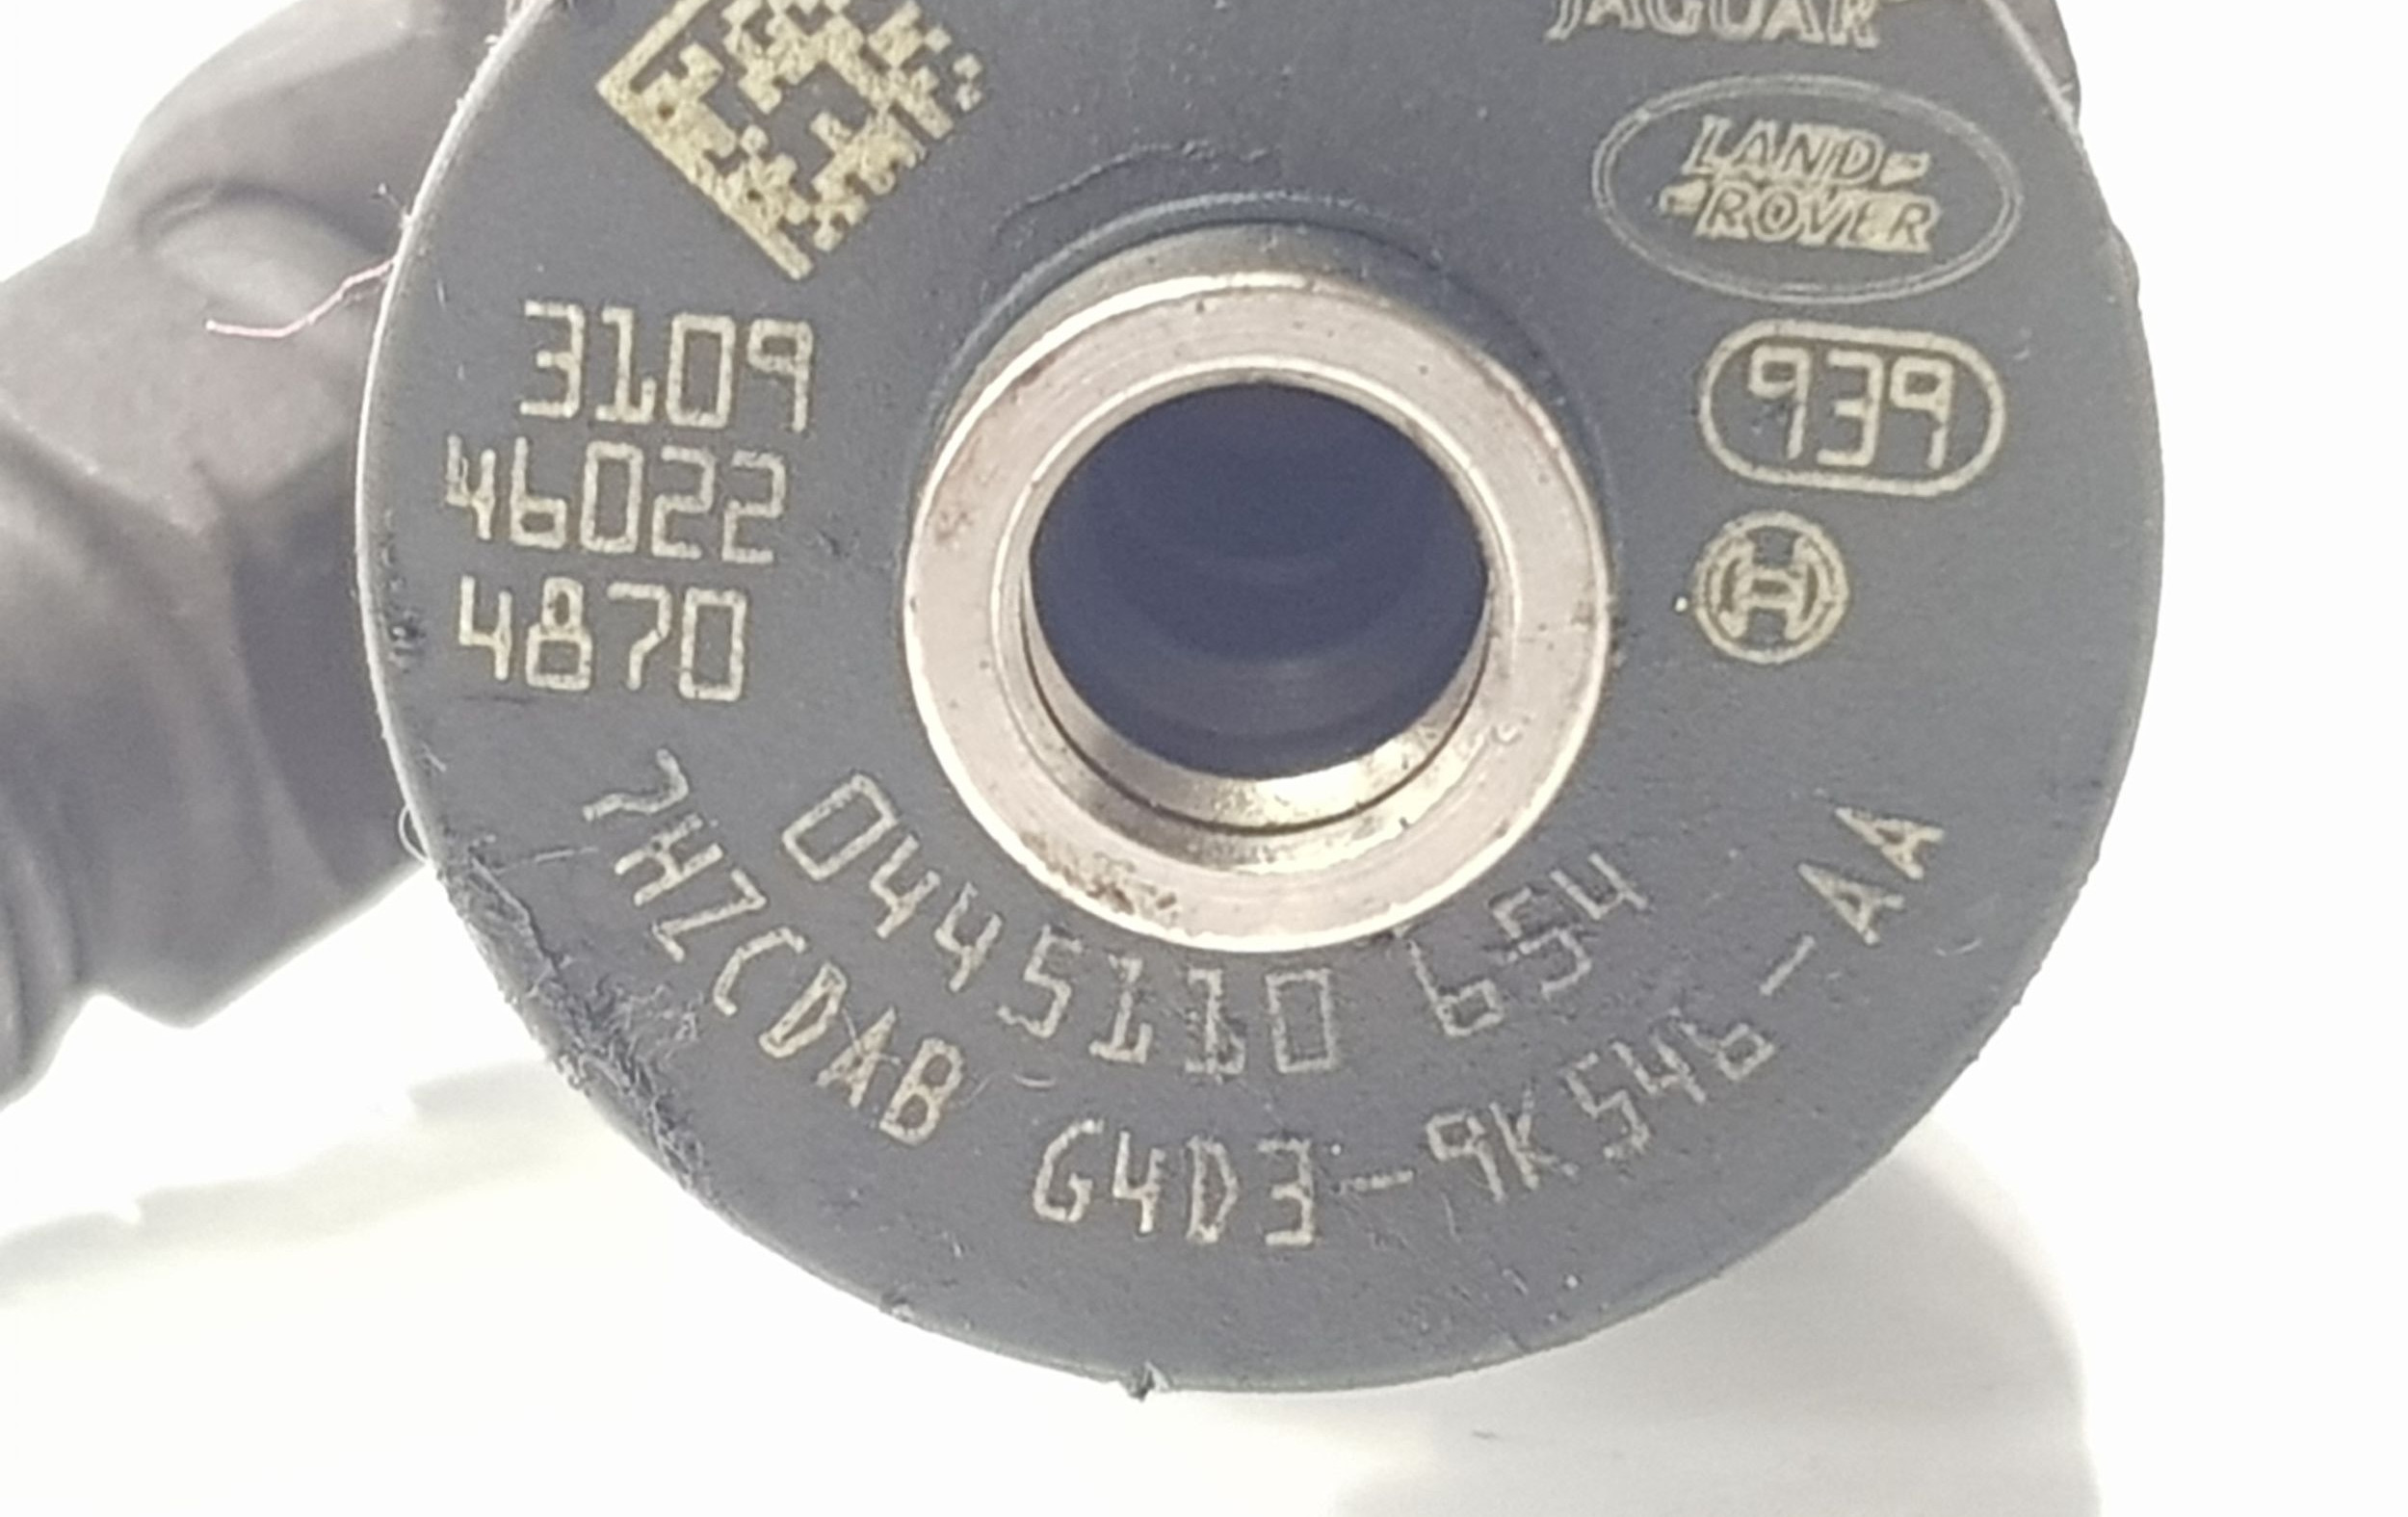 JAGUAR
LAND
ROVER
3109
46022
4870
939
0445110 654
7HZCDAB G4D3-9K546-AA